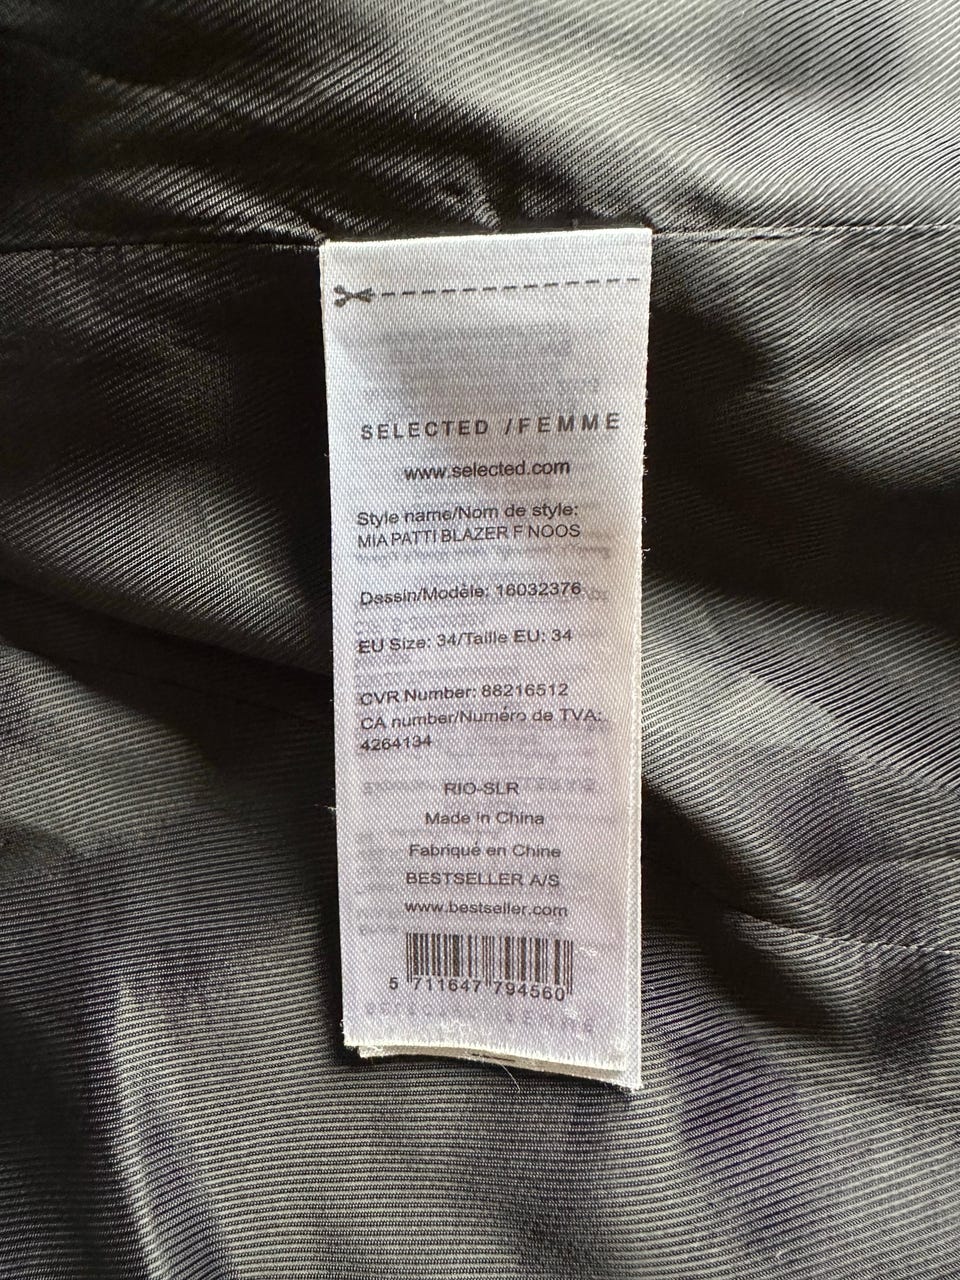 SELECTED /FEMME
www.selected.com
Style name/Nom de style:
MIA PATTI BLAZER F NOOS
Dessin/Modèle: 16032376
EU Size: 34/Taille EU: 34
CVR Number: 88216512
CA number/Numéro de TVA:
4264134
RIO-SLR
Made in China
Fabriqué en Chine
BESTSELLER A/S
www.bestseller.com
5 711647 794560